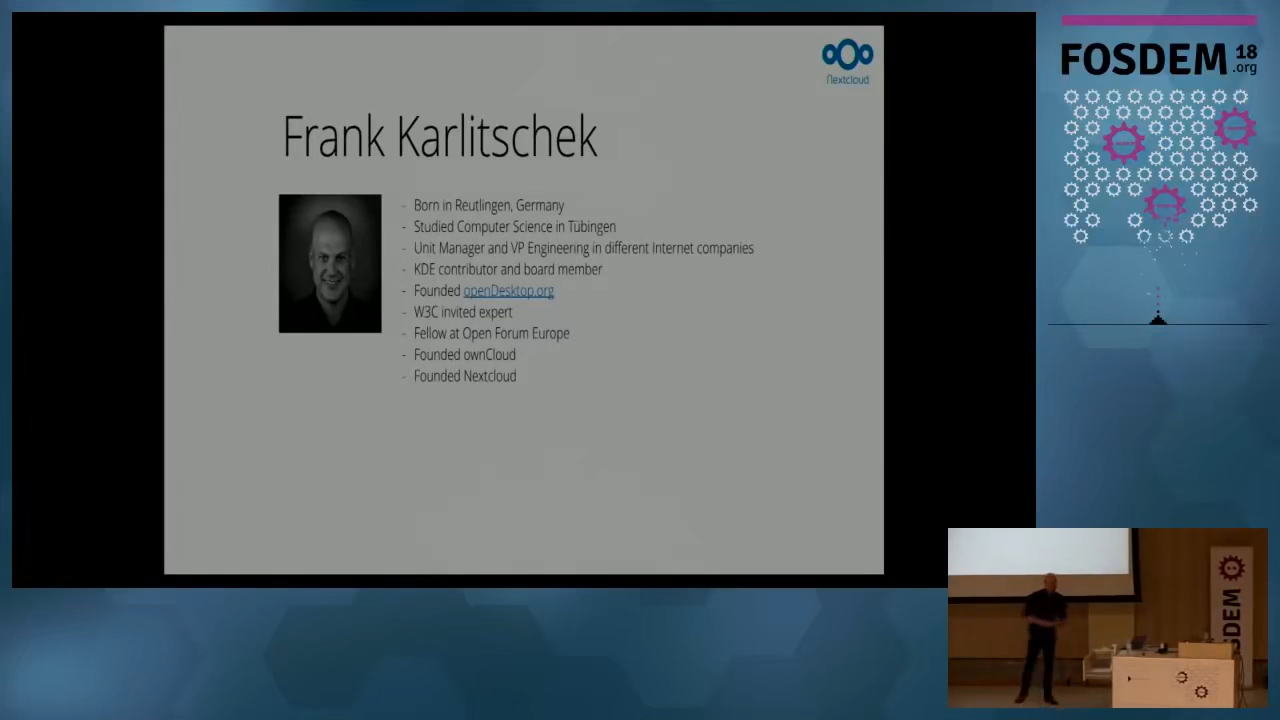 Nextcloud
Frank Karlitschek
- Born in Reutlingen, Germany
- Studied Computer Science in Tübingen
- Unit Manager and VP Engineering in different Internet companies
- KDE contributor and board member
- Founded openDesktop.org
- W3C invited expert
- Fellow at Open Forum Europe
- Founded ownCloud
- Founded Nextcloud
FOSDEM 18
.org
SDEM